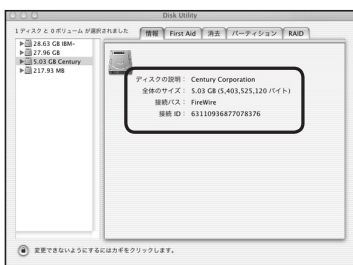 Disk Utility
1 ディスク と 0 ボリューム が選択されました
情報 First Aid 消去 パーティション RAID
28.63 GB IBM-
27.96 GB
5.03 GB Century
217.93 MB
ディスクの説明 : Century Corporation
全体のサイズ : 5.03 GB (5,403,525,120 バイト)
接続バス : FireWire
接続 ID : 63110936877078376
変更できないようにするにはカギをクリックします。